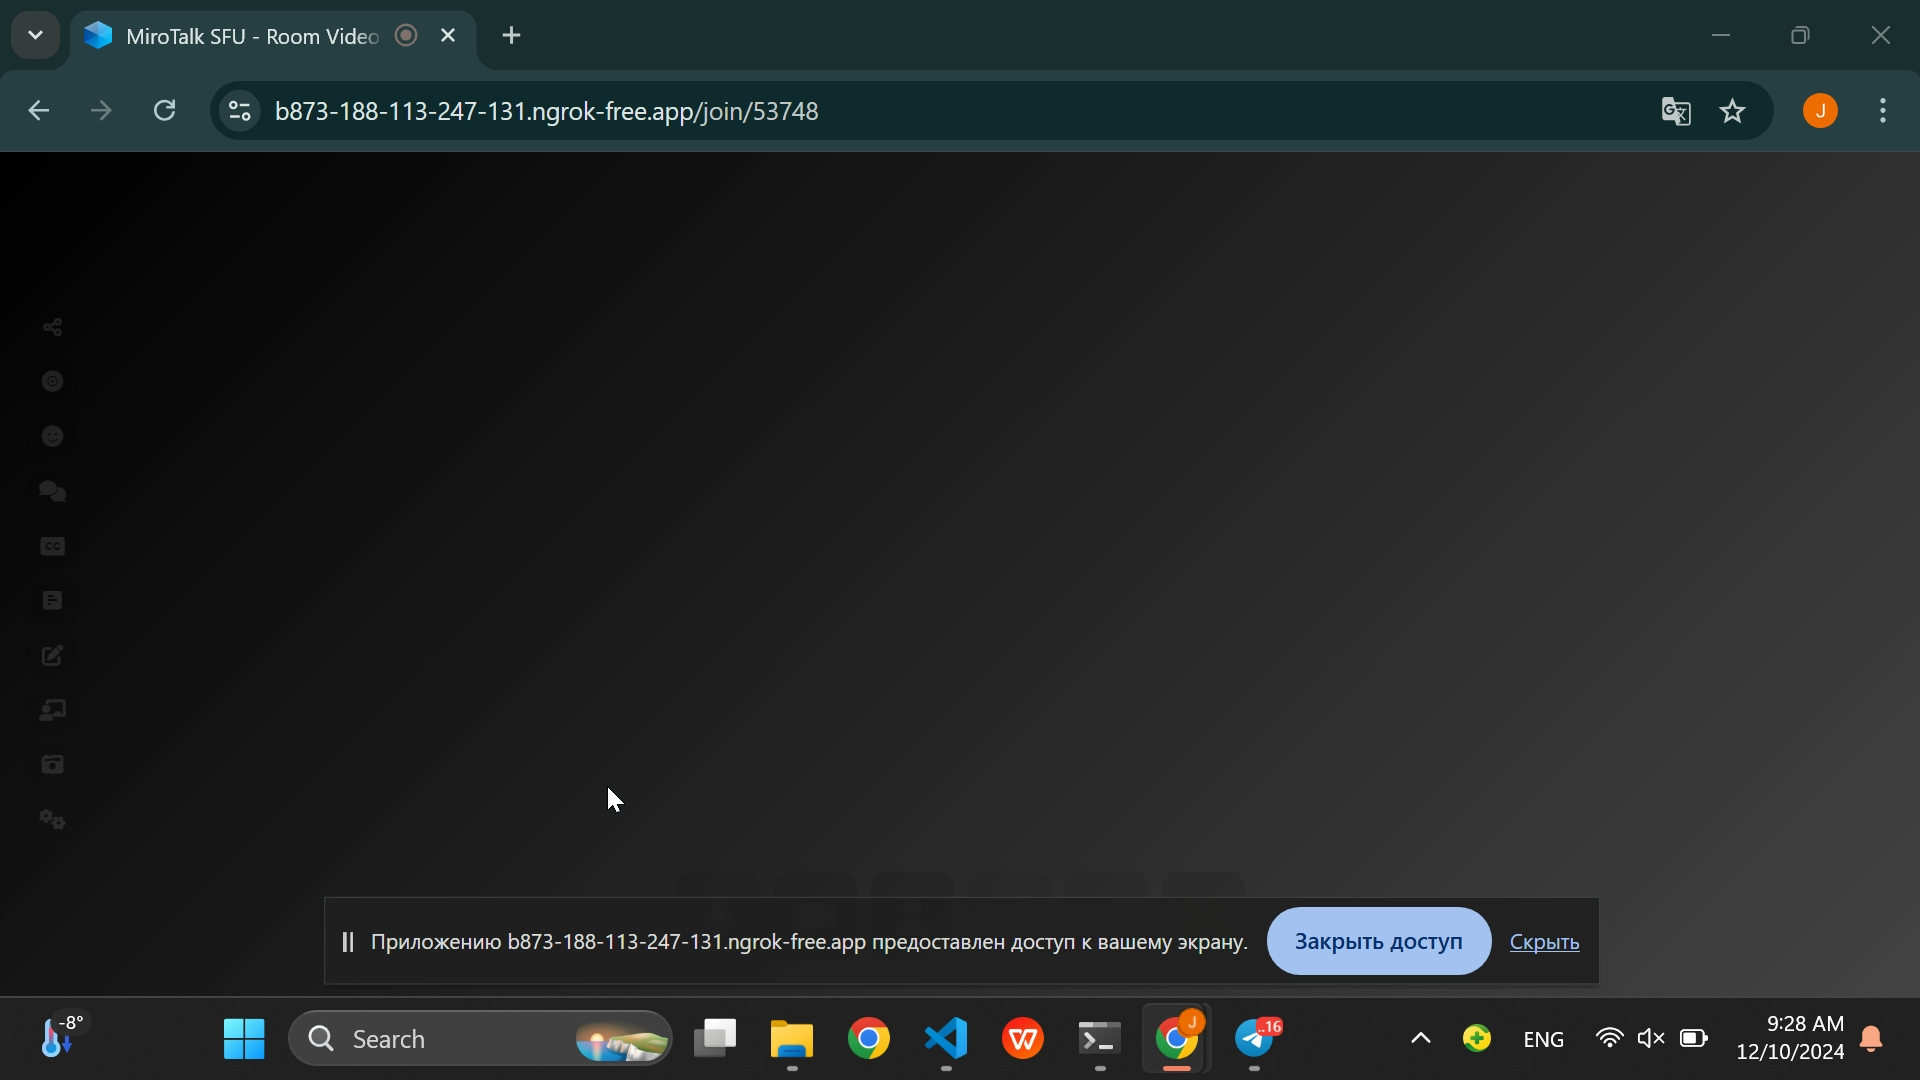 MiroTalk SFU - Room Video
b873-188-113-247-131.ngrok-free.app/join/53748
J
CC
Приложению b873-188-113-247-131.ngrok-free.app предоставлен доступ к вашему экрану.
Закрыть доступ
Скрыть
-8°
Search
J
..16
ENG
9:28 AM
12/10/2024